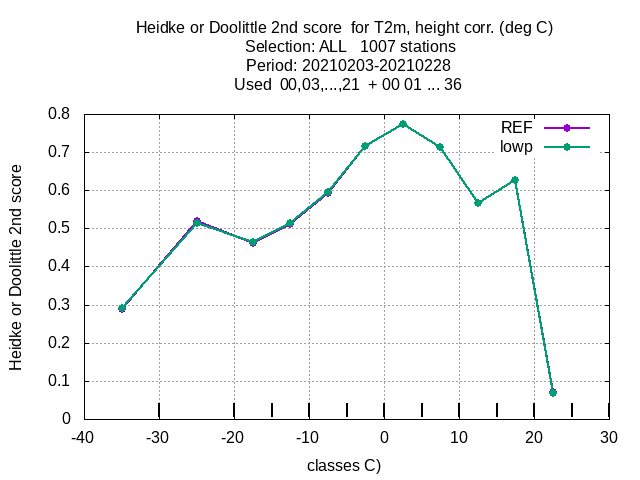 Heidke or Doolittle 2nd score  for T2m, height corr. (deg C)
Selection: ALL   1007 stations
Period: 20210203-20210228
Used  00,03,...,21  + 00 01 ... 36
REF
lowp
Heidke or Doolittle 2nd score
0.8
0.7
0.6
0.5
0.4
0.3
0.2
0.1
0
-40 -30 -20 -10 0 10 20 30
classes C)